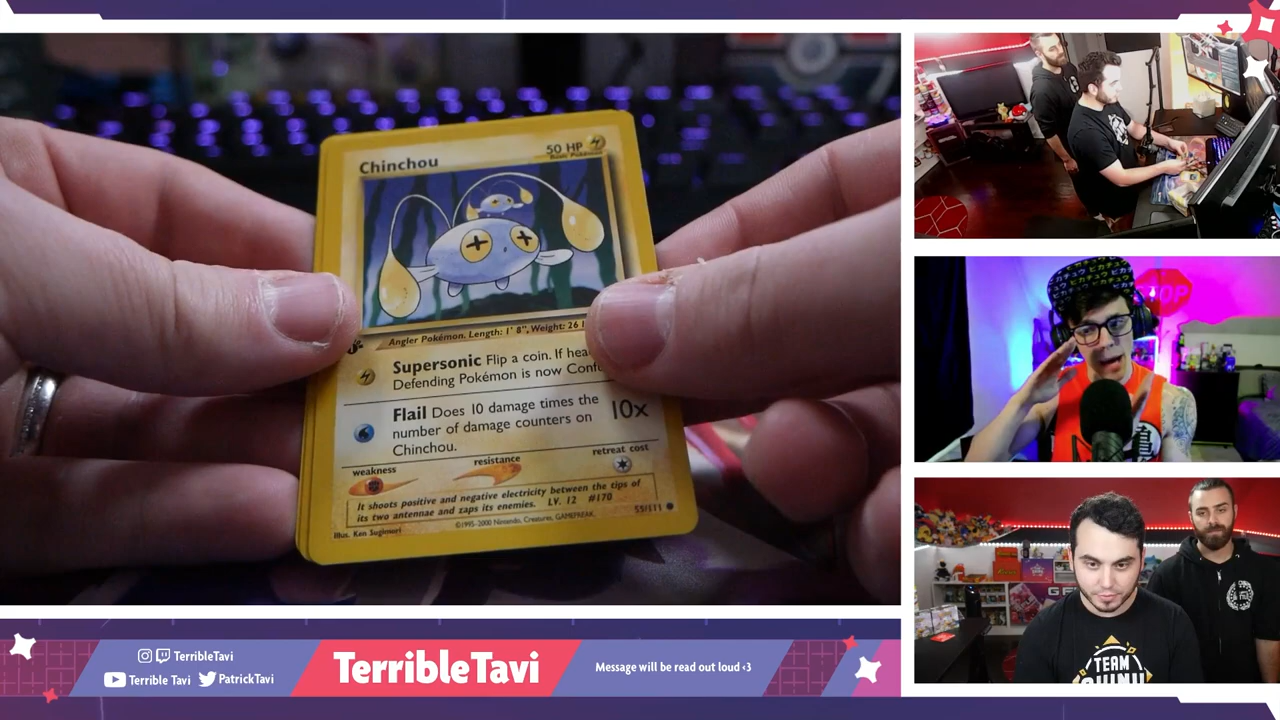 Chinchou
50 HP
Basic Pokémon
Angler Pokémon. Length: 1' 8", Weight: 26
Supersonic Flip a coin. If hea
Defending Pokémon is now Conf
Flail Does 10 damage times the
number of damage counters on
Chinchou.
10x
weakness
resistance
retreat cost
It shoots positive and negative electricity between the tips of
its two antennae and zaps its enemies. LV. 12 #170
Illus. Ken Sugimori
©1995-2000 Nintendo, Creatures, GAMEFREAK.
55/111
STOP
TEAM
TerribleTavi
Terrible Tavi
PatrickTavi
TerribleTavi
Message will be read out loud <3